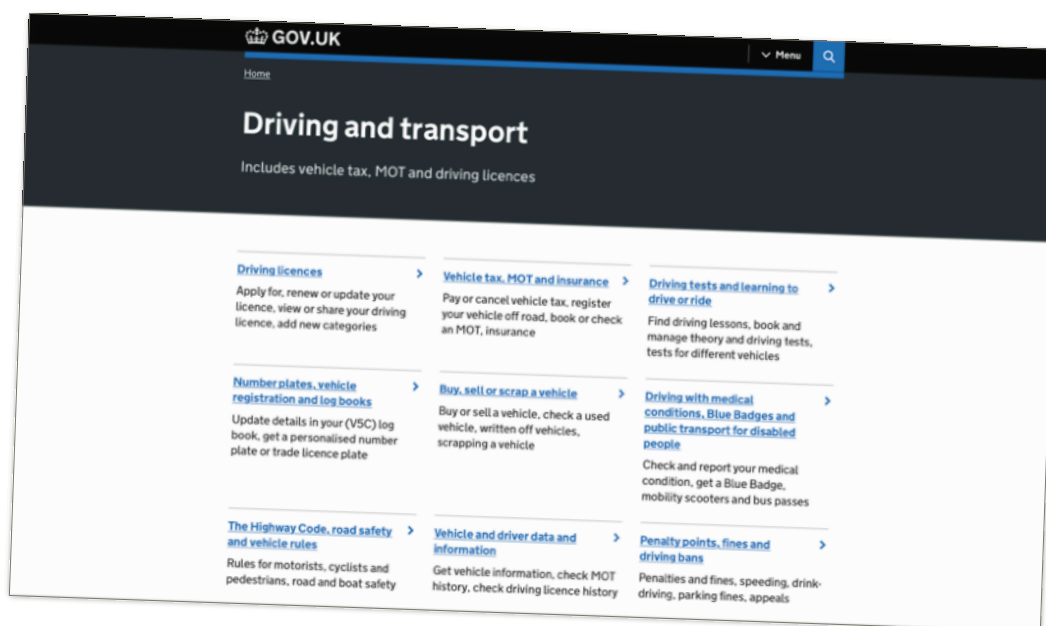 GOV.UK
Menu
Home
Driving and transport
Includes vehicle tax, MOT and driving licences
Driving licences
Apply for, renew or update your
licence, view or share your driving
licence, add new categories
Vehicle tax, MOT and insurance
Pay or cancel vehicle tax, register
your vehicle off road, book or check
an MOT, insurance
Driving tests and learning to
drive or ride
Find driving lessons, book and
manage theory and driving tests,
tests for different vehicles
Number plates, vehicle
registration and log books
Update details in your (V5C) log
book, get a personalised number
plate or trade licence plate
Buy, sell or scrap a vehicle
Buy or sell a vehicle, check a used
vehicle, written off vehicles,
scrapping a vehicle
Driving with medical
conditions, Blue Badges and
public transport for disabled
people
Check and report your medical
condition, get a Blue Badge,
mobility scooters and bus passes
The Highway Code, road safety
and vehicle rules
Rules for motorists, cyclists and
pedestrians, road and boat safety
Vehicle and driver data and
information
Get vehicle information, check MOT
history, check driving licence history
Penalty points, fines and
driving bans
Penalties and fines, speeding, drink-
driving, parking fines, appeals